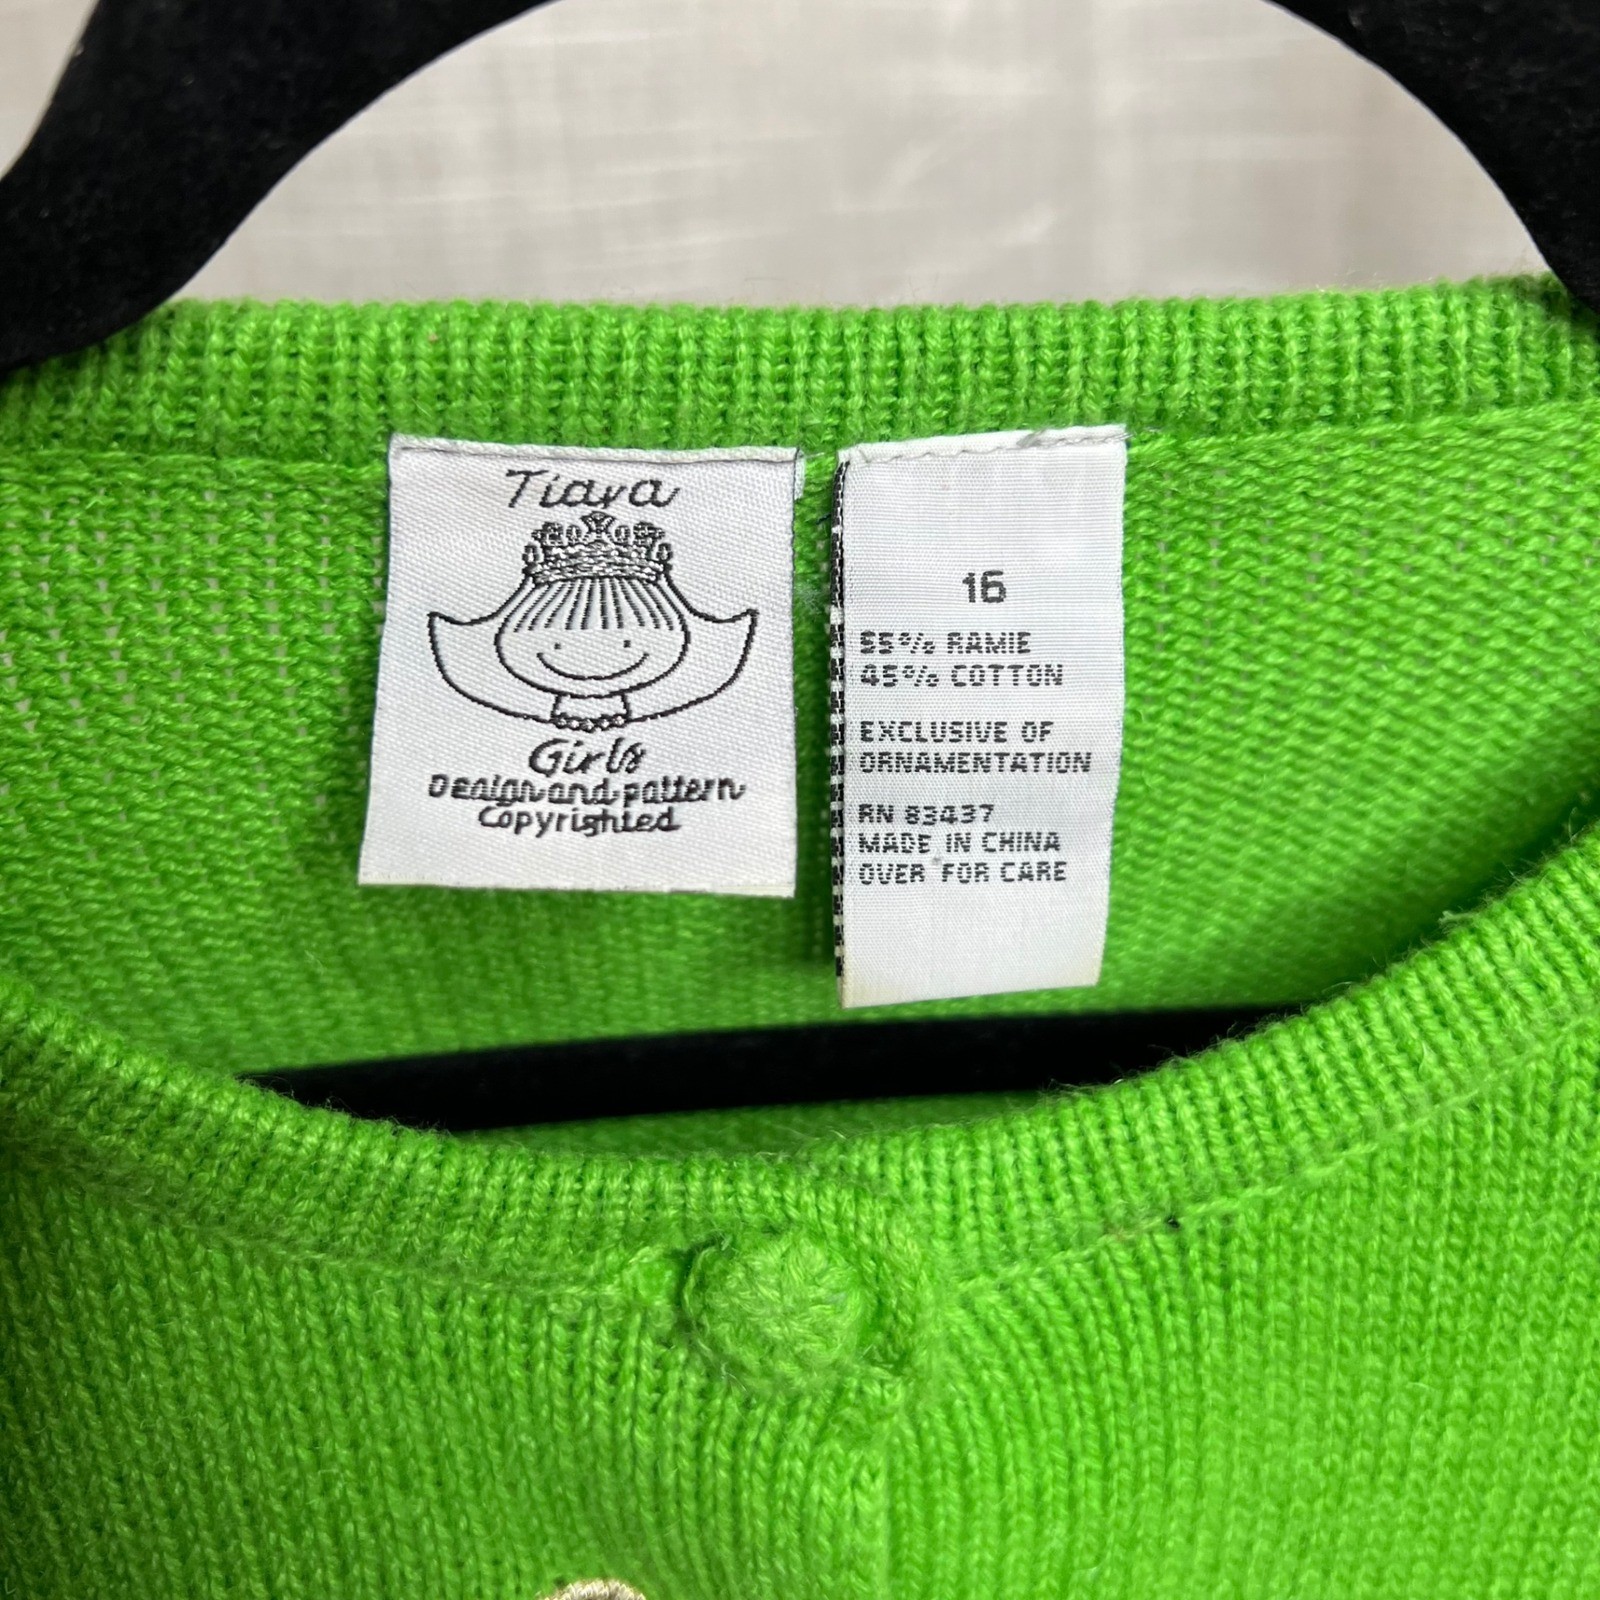 Tiara
Girls
Design and pattern
Copyrighted
16
55% RAMIE
45% COTTON
EXCLUSIVE OF
ORNAMENTATION
RN 83437
MADE IN CHINA
OVER FOR CARE